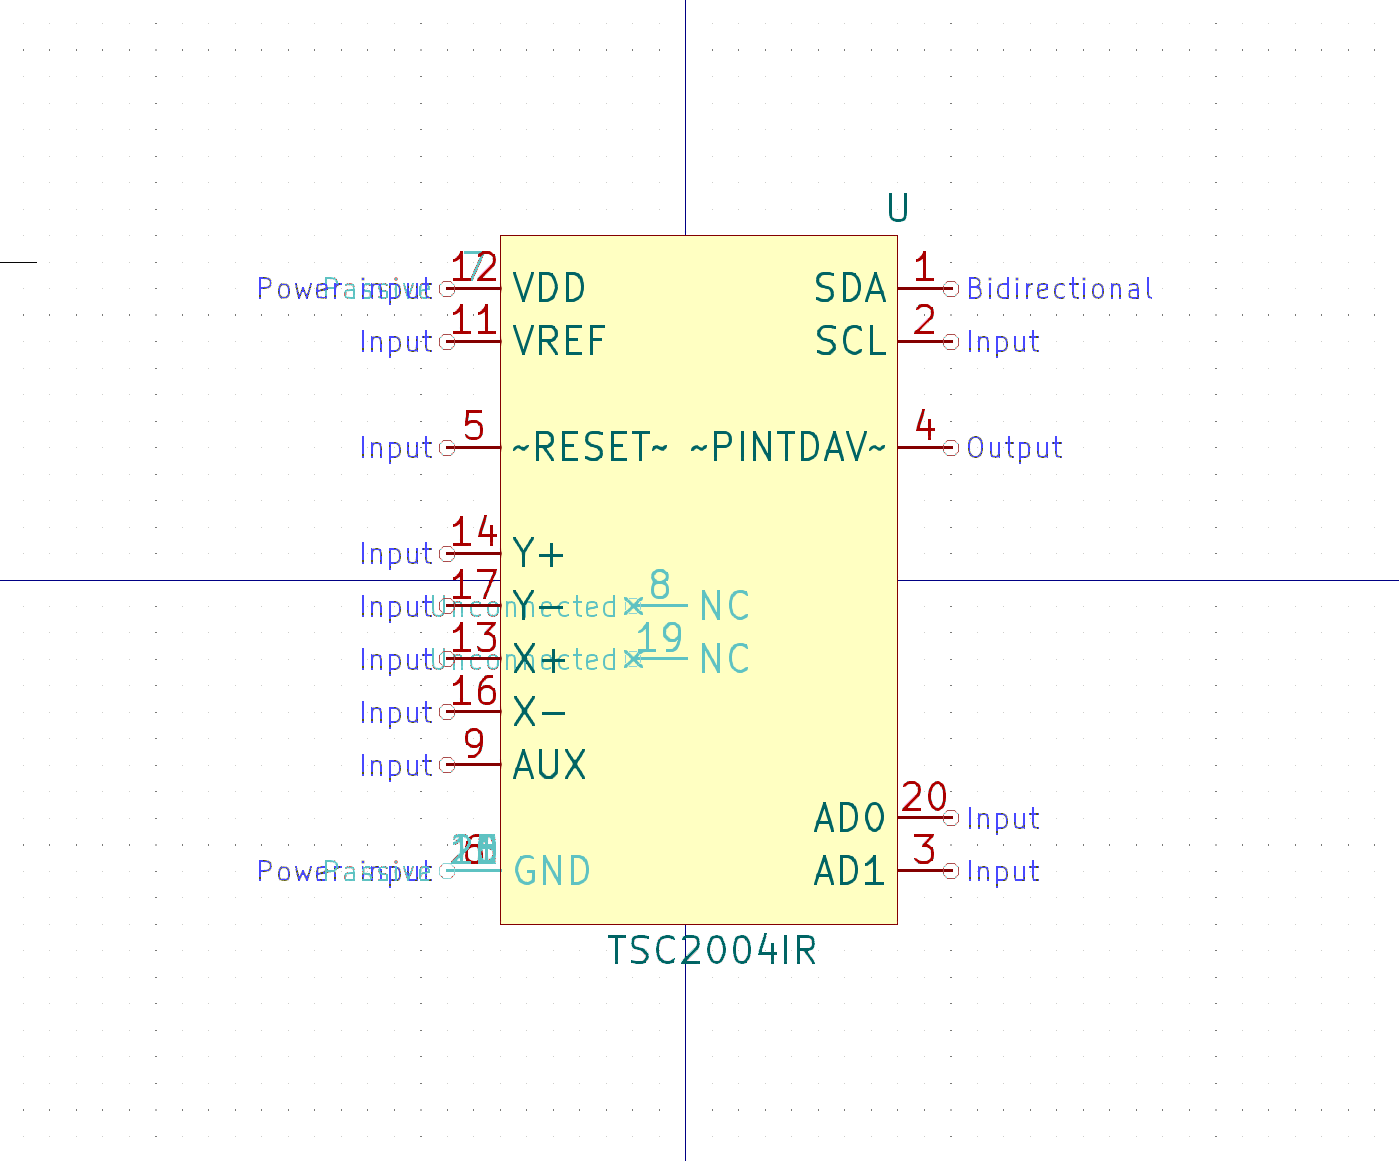 U
12 7 1
Power input Passive VDD SDA Bidirectional
11 2
Input VREF SCL Input
5 4
Input ~RESET~ ~PINTDAV~ Output
14
Input Y+
17 8
Input Y- Unconnected NC
13 19
Input X+ Unconnected NC
16
Input X-
9
Input AUX
20
AD0 Input
3
Power input Passive GND AD1 Input
TSC2004IR